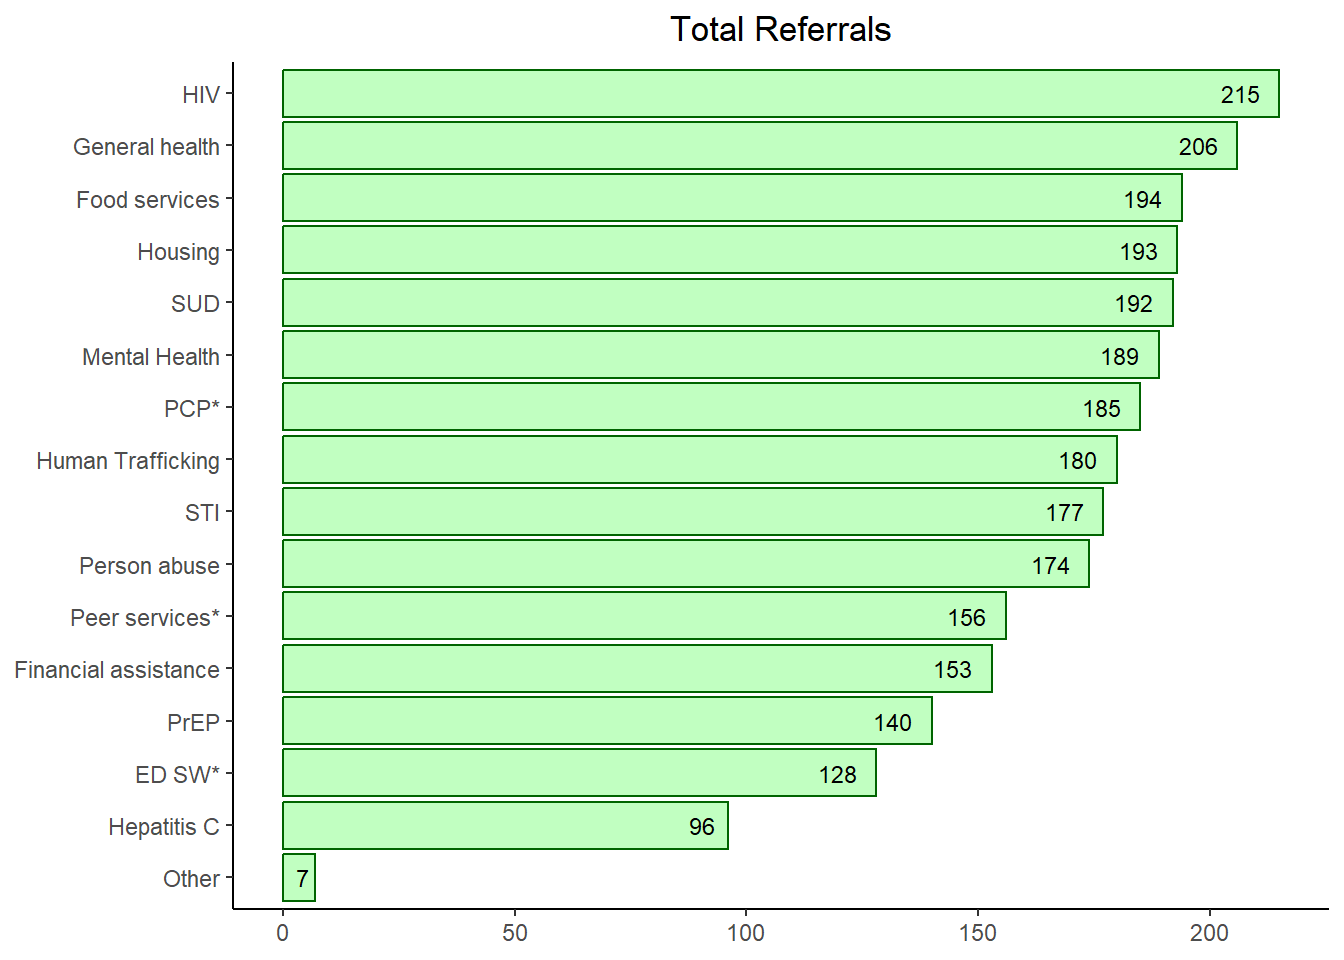 Total Referrals
HIV 215
General health 206
Food services 194
Housing 193
SUD 192
Mental Health 189
PCP* 185
Human Trafficking 180
STI 177
Person abuse 174
Peer services* 156
Financial assistance 153
PrEP 140
ED SW* 128
Hepatitis C 96
Other 7
0 50 100 150 200